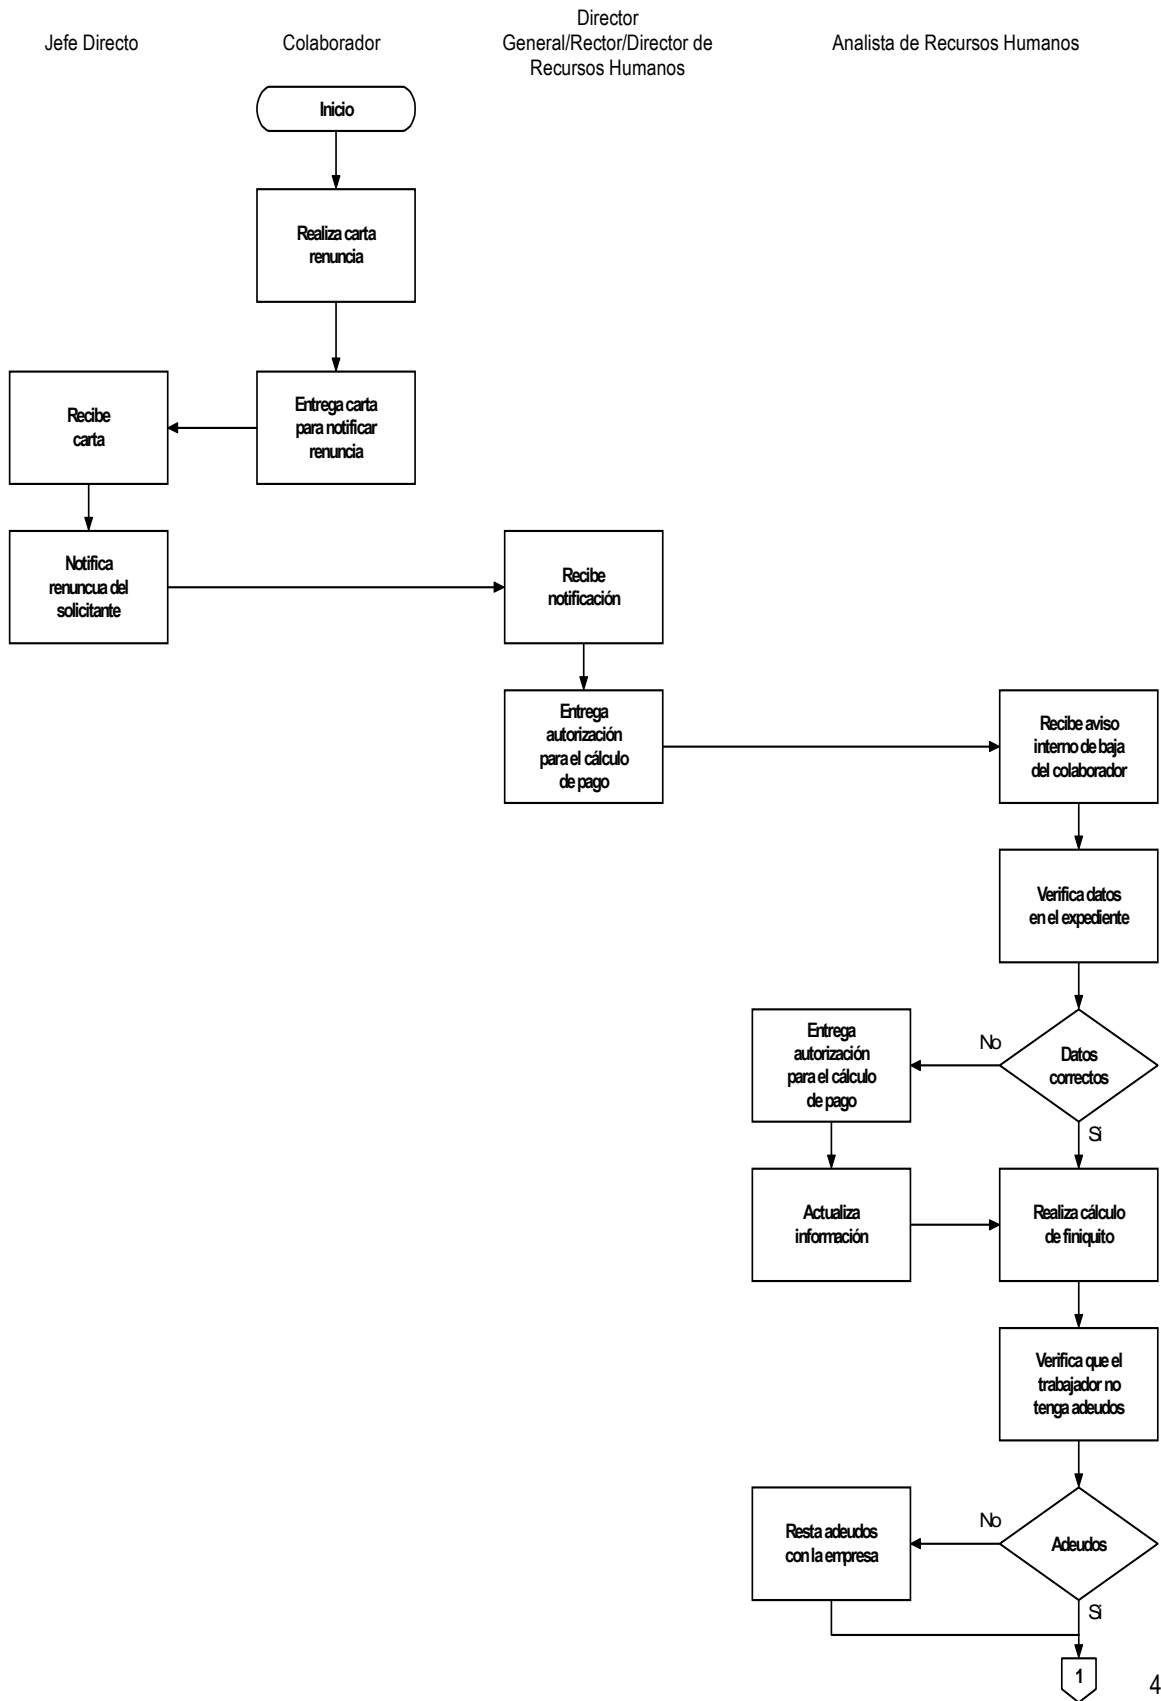 Jefe Directo
Colaborador
Director
General/Rector/Director de
Recursos Humanos
Analista de Recursos Humanos
Inicio
Realiza carta
renuncia
Recibe
carta
Entrega carta
para notificar
renuncia
Notifica
renuncua del
solicitante
Recibe
notificación
Entrega
autorización
para el cálculo
de pago
Recibe aviso
interno de baja
del colaborador
Verifica datos
en el expediente
Entrega
autorización
para el cálculo
de pago
No
Datos
correctos
Si
Actualiza
información
Realiza cálculo
de finiquito
Verifica que el
trabajador no
tenga adeudos
Resta adeudos
con la empresa
No
Adeudos
Si
1
4